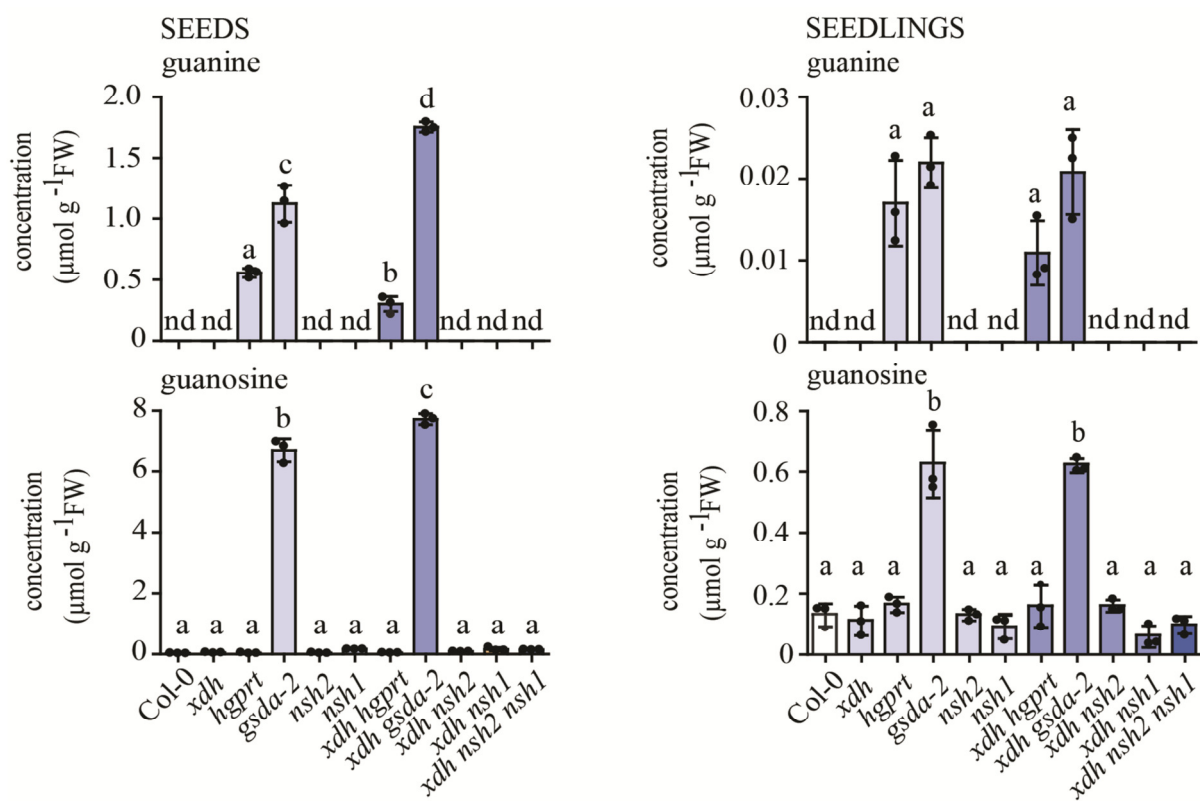 SEEDS
guanine
concentration
(µmol g -1FW)
2.0
1.5
1.0
0.5
0
nd nd a c nd nd b d nd nd nd
guanosine
concentration
(µmol g -1FW)
8
6
4
2
0
a a a b a a a c a a a
Col-0
xdh
hgprt
gsda-2
nsh2
nsh1
xdh hgprt
xdh gsda-2
xdh nsh2
xdh nsh1
xdh nsh2 nsh1
SEEDLINGS
guanine
concentration
(µmol g -1FW)
0.03
0.02
0.01
0
nd nd a a nd nd a a nd nd nd
guanosine
concentration
(µmol g -1FW)
0.8
0.6
0.4
0.2
0
a a a b a a a b a a a
Col-0
xdh
hgprt
gsda-2
nsh2
nsh1
xdh hgprt
xdh gsda-2
xdh nsh2
xdh nsh1
xdh nsh2 nsh1